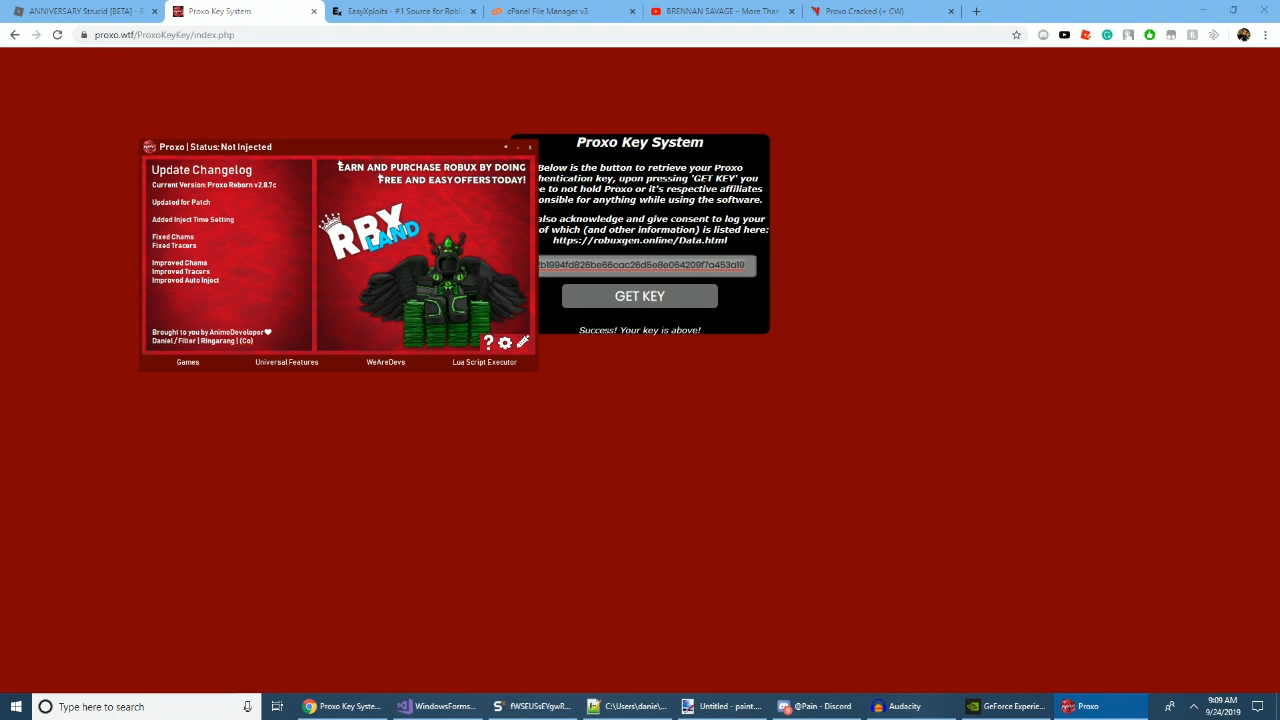 ANNIVERSARY Strucid [BETA] - R
Proxo Key System
EasyXploits - #1 Source for Robl
cPanel File Manager v3
BRENNAN SAVAGE – More Than
Proxo Cracked (+ CW)
proxo.wtf/ProxoKeyKey/index.php
Proxo | Status: Not Injected
Update Changelog
Current Version: Proxo Reborn v2.8.7c
Updated for Patch
Added Inject Time Setting
Fixed Chams
Fixed Tracers
Improved Chams
Improved Tracers
Improved Auto Inject
Brought to you by AnimeDeveloper♥
Daniel / Filter | Ringarang | (Co)
EARN AND PURCHASE ROBUX BY DOING
FREE AND EASY OFFERS TODAY!
RBX
LAND
?
Games
Universal Features
WeAreDevs
Lua Script Executor
Proxo Key System
Below is the button to retrieve your Proxo
hentication key, upon pressing 'GET KEY' you
e to not hold Proxo or it's respective affiliates
onsible for anything while using the software.
also acknowledge and give consent to log your
of which (and other information) is listed here:
https://robuxgen.online/Data.html
b1994fd826be66cac26d5e8e064209f7a453a19
GET KEY
Success! Your key is above!
Type here to search
Proxo Key Syste...
WindowsForms...
fWSEUSsEYgwR...
C:\Users\danie\...
Untitled - paint....
@Pain - Discord
Audacity
GeForce Experie...
Proxo
9:09 AM
9/24/2019